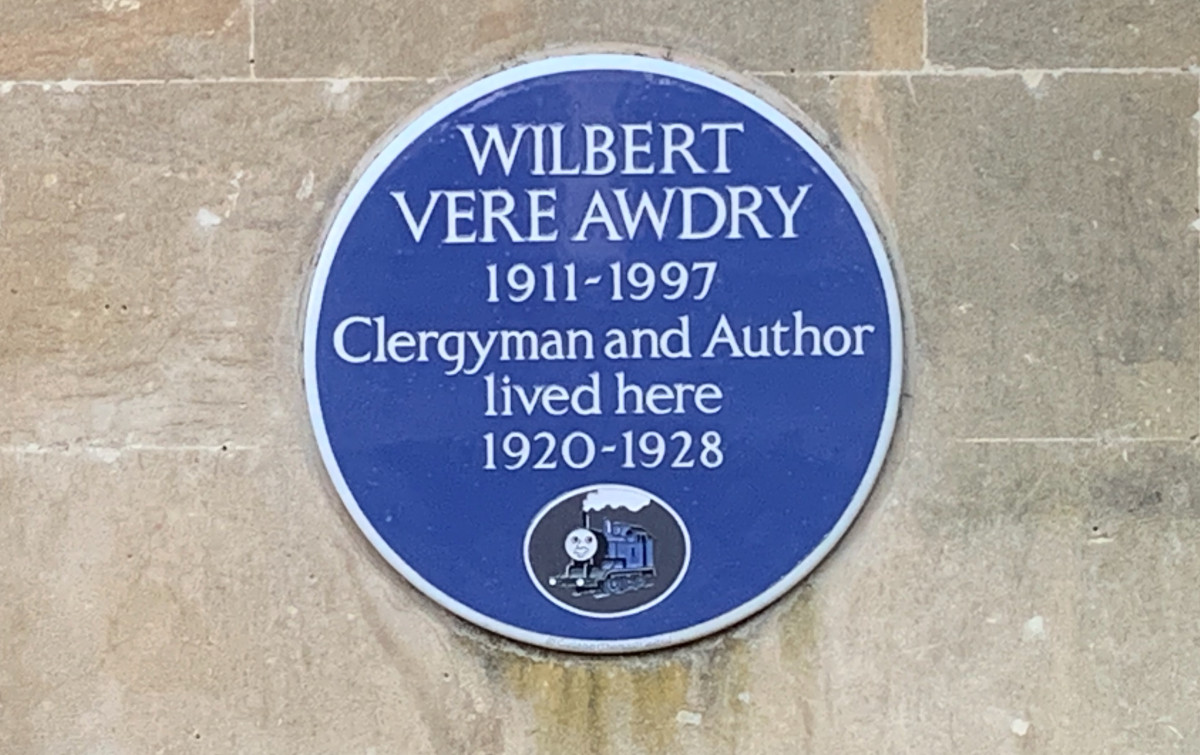 WILBERT
VERE AWDRY
1911-1997
Clergyman and Author
lived here
1920-1928